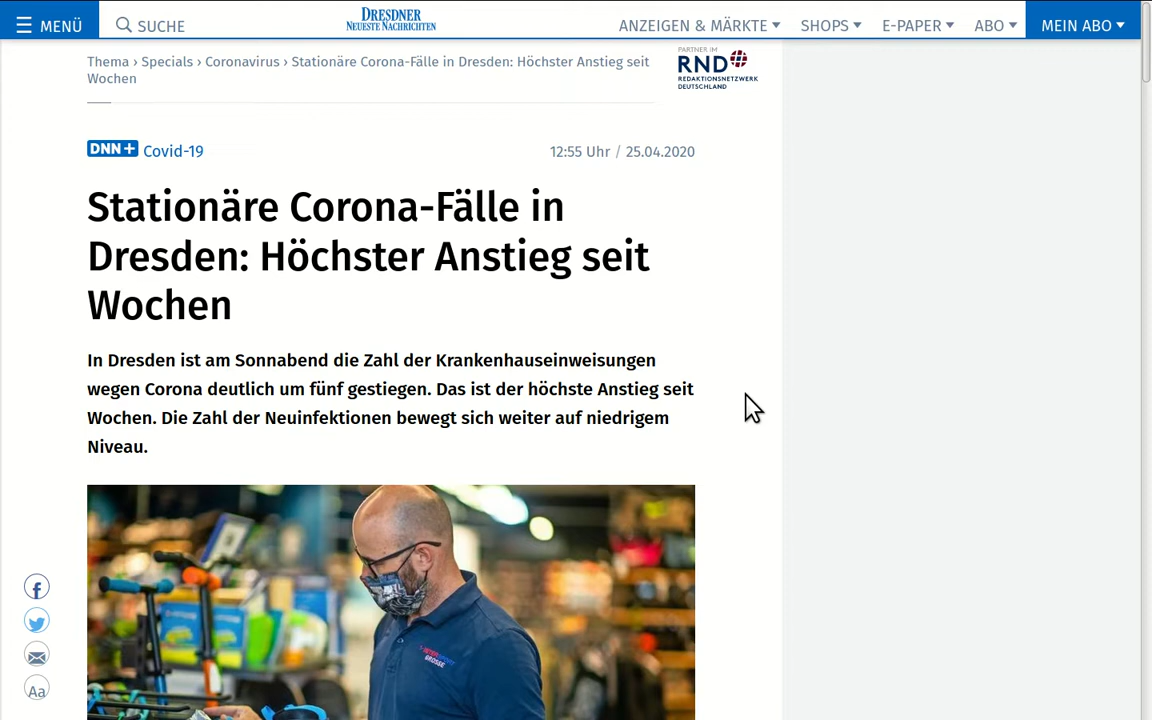 MENÜ
SUCHE
DRESDNER
NEUESTE NACHRICHTEN
ANZEIGEN & MÄRKTE
SHOPS
E-PAPER
ABO
MEIN ABO
Thema › Specials › Coronavirus › Stationäre Corona-Fälle in Dresden: Höchster Anstieg seit
Wochen
PARTNER IM
RND
REDAKTIONSNETZWERK
DEUTSCHLAND
DNN+ Covid-19
12:55 Uhr / 25.04.2020
Stationäre Corona-Fälle in
Dresden: Höchster Anstieg seit
Wochen
In Dresden ist am Sonnabend die Zahl der Krankenhauseinweisungen
wegen Corona deutlich um fünf gestiegen. Das ist der höchste Anstieg seit
Wochen. Die Zahl der Neuinfektionen bewegt sich weiter auf niedrigem
Niveau.
Aa